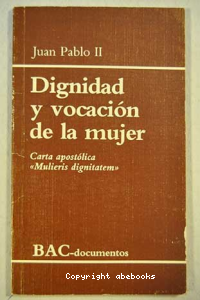 Juan Pablo II
Dignidad
y vocación
de la mujer
Carta apostólica
«Mulieris dignitatem»
BAC-documentos
Copyright abebooks